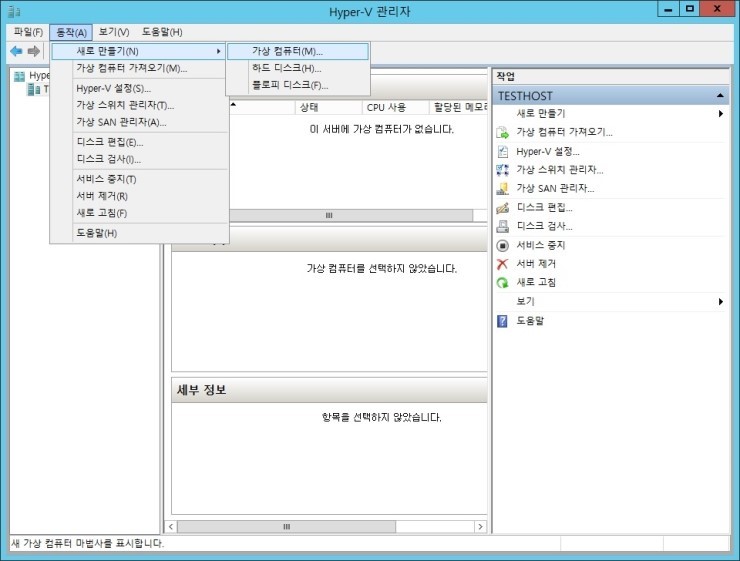 Hyper-V 관리자
파일(F) 동작(A) 보기(V) 도움말(H)
새로 만들기(N)
가상 컴퓨터 가져오기(M)...
Hyper-V 설정(S)...
가상 스위치 관리자(T)...
가상 SAN 관리자(A)...
디스크 편집(E)...
디스크 검사(I)...
서비스 중지(T)
서버 제거(R)
새로 고침(F)
도움말(H)
가상 컴퓨터(M)...
하드 디스크(H)...
플로피 디스크(F)...
Hype
T
상태 CPU 사용 할당된 메모리
이 서버에 가상 컴퓨터가 없습니다.
가상 컴퓨터를 선택하지 않았습니다.
세부 정보
항목을 선택하지 않았습니다.
작업
TESTHOST
새로 만들기
가상 컴퓨터 가져오기...
Hyper-V 설정...
가상 스위치 관리자...
가상 SAN 관리자...
디스크 편집...
디스크 검사...
서비스 중지
서버 제거
새로 고침
보기
도움말
새 가상 컴퓨터 마법사를 표시합니다.